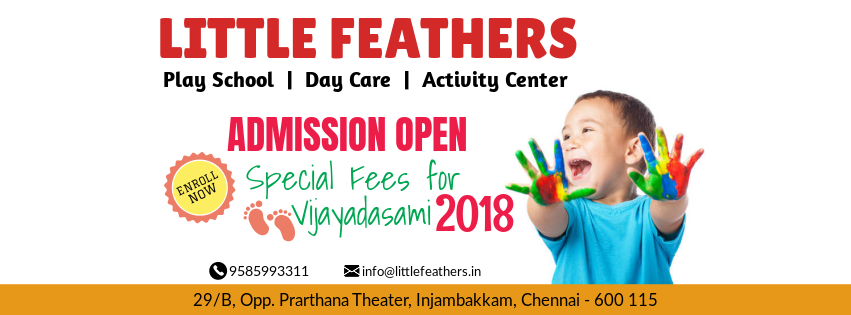 LITTLE FEATHERS
Play School | Day Care | Activity Center
ADMISSION OPEN
ENROLL
NOW
Special Fees for
Vijayadasami 2018
9585993311 info@littlefeathers.in
29/B, Opp. Prarthana Theater, Injambakkam, Chennai - 600 115